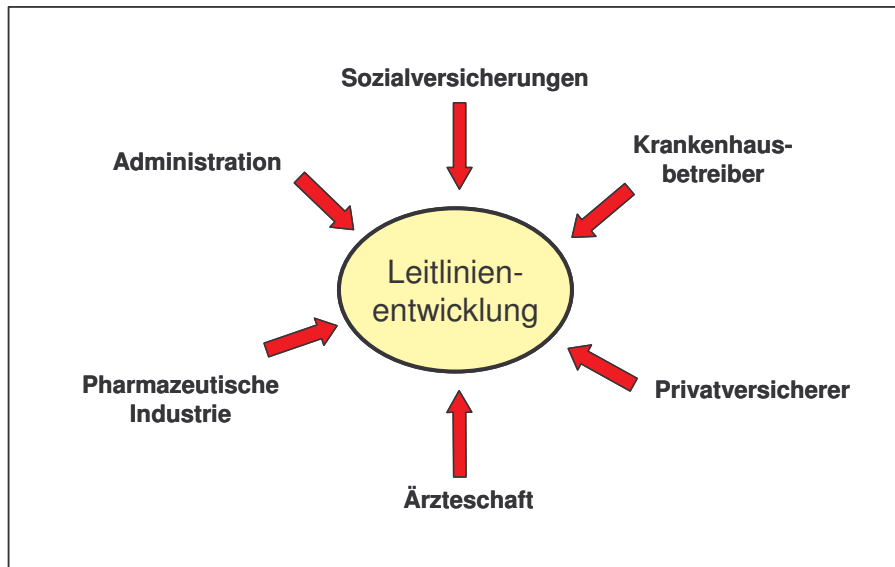 Sozialversicherungen
Administration
Krankenhaus-
betreiber
Leitlinien-
entwicklung
Pharmazeutische
Industrie
Privatversicherer
Ärzteschaft